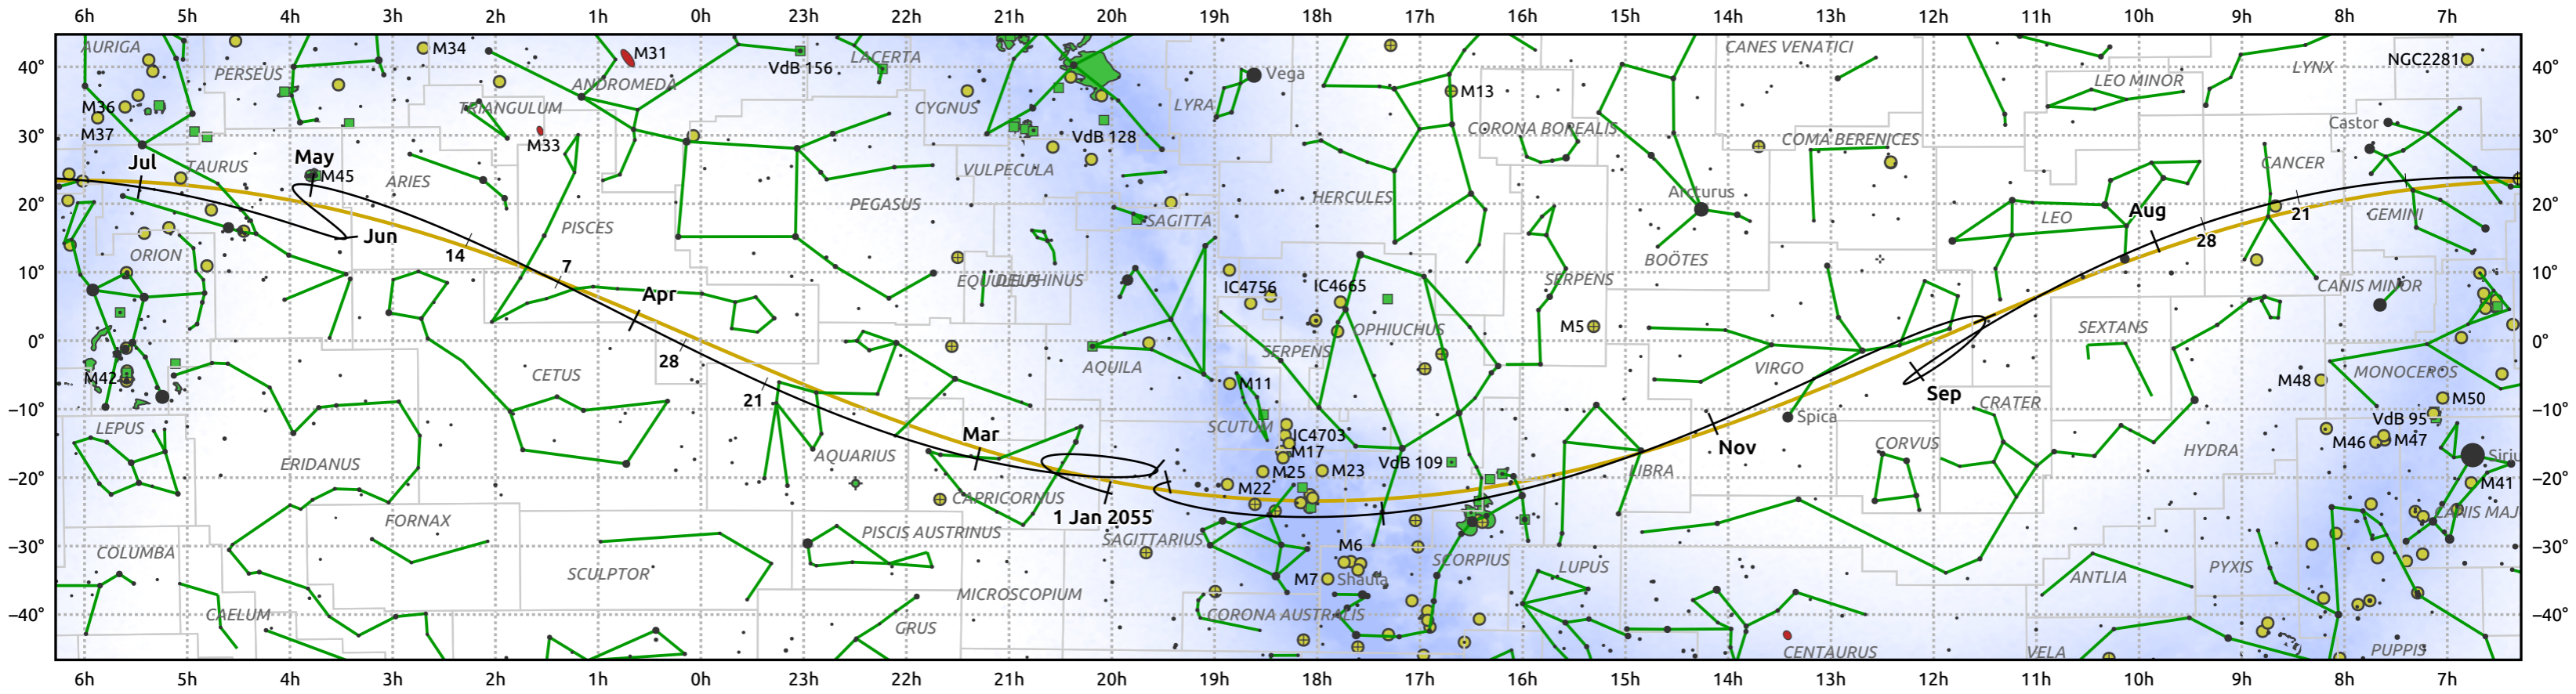 6h 5h 4h 3h 2h 1h 0h 23h 22h 21h 20h 19h 18h 17h 16h 15h 14h 13h 12h 11h 10h 9h 8h 7h
AURIGA M34 M31 LACERTA CANES VENATICI
PERSEUS ANDROMEDA VdB 156 Vega LEO MINOR LYNX NGC2281
40° 40°
M36 TRIANGULUM CYGNUS LYRA M13
M37 M33 VdB 128 CORONA BOREALIS COMA BERENICES Castor
30° 30°
Jul May TAURUS M45 ARIES VULPECULA HERCULES Arcturus CANCER
20° 20°
Jun PISCES PEGASUS SAGITTA LEO Aug 21 GEMINI
ORION 14 7 SERPENS BOÖTES 28
10° 10°
Apr EQUULEUS DELPHINUS IC4756 IC4665 CANIS MINOR
28 OPHIUCHUS M5 SEXTANS
0° 0°
M42 CETUS AQUILA SERPENS VIRGO MONOCEROS
21 M11 Sep M48 M50
−10° −10°
LEPUS Mar SCUTUM IC4703 Spica CRATER VdB 95
ERIDANUS AQUARIUS M17 VdB 109 Nov CORVUS HYDRA M46 M47
M25 M23 LIBRA Siriu
−20° −20°
CAPRICORNUS M22 M41
FORNAX 1 Jan 2055 CANIS MAJ
PISCIS AUSTRINUS SAGITTARIUS M6
−30° −30°
COLUMBA SCULPTOR SCORPIUS LUPUS ANTLIA PYXIS
M7 Shaula
MICROSCOPIUM
−40° −40°
CAELUM GRUS CORONA AUSTRALIS CENTAURUS VELA PUPPIS
6h 5h 4h 3h 2h 1h 0h 23h 22h 21h 20h 19h 18h 17h 16h 15h 14h 13h 12h 11h 10h 9h 8h 7h